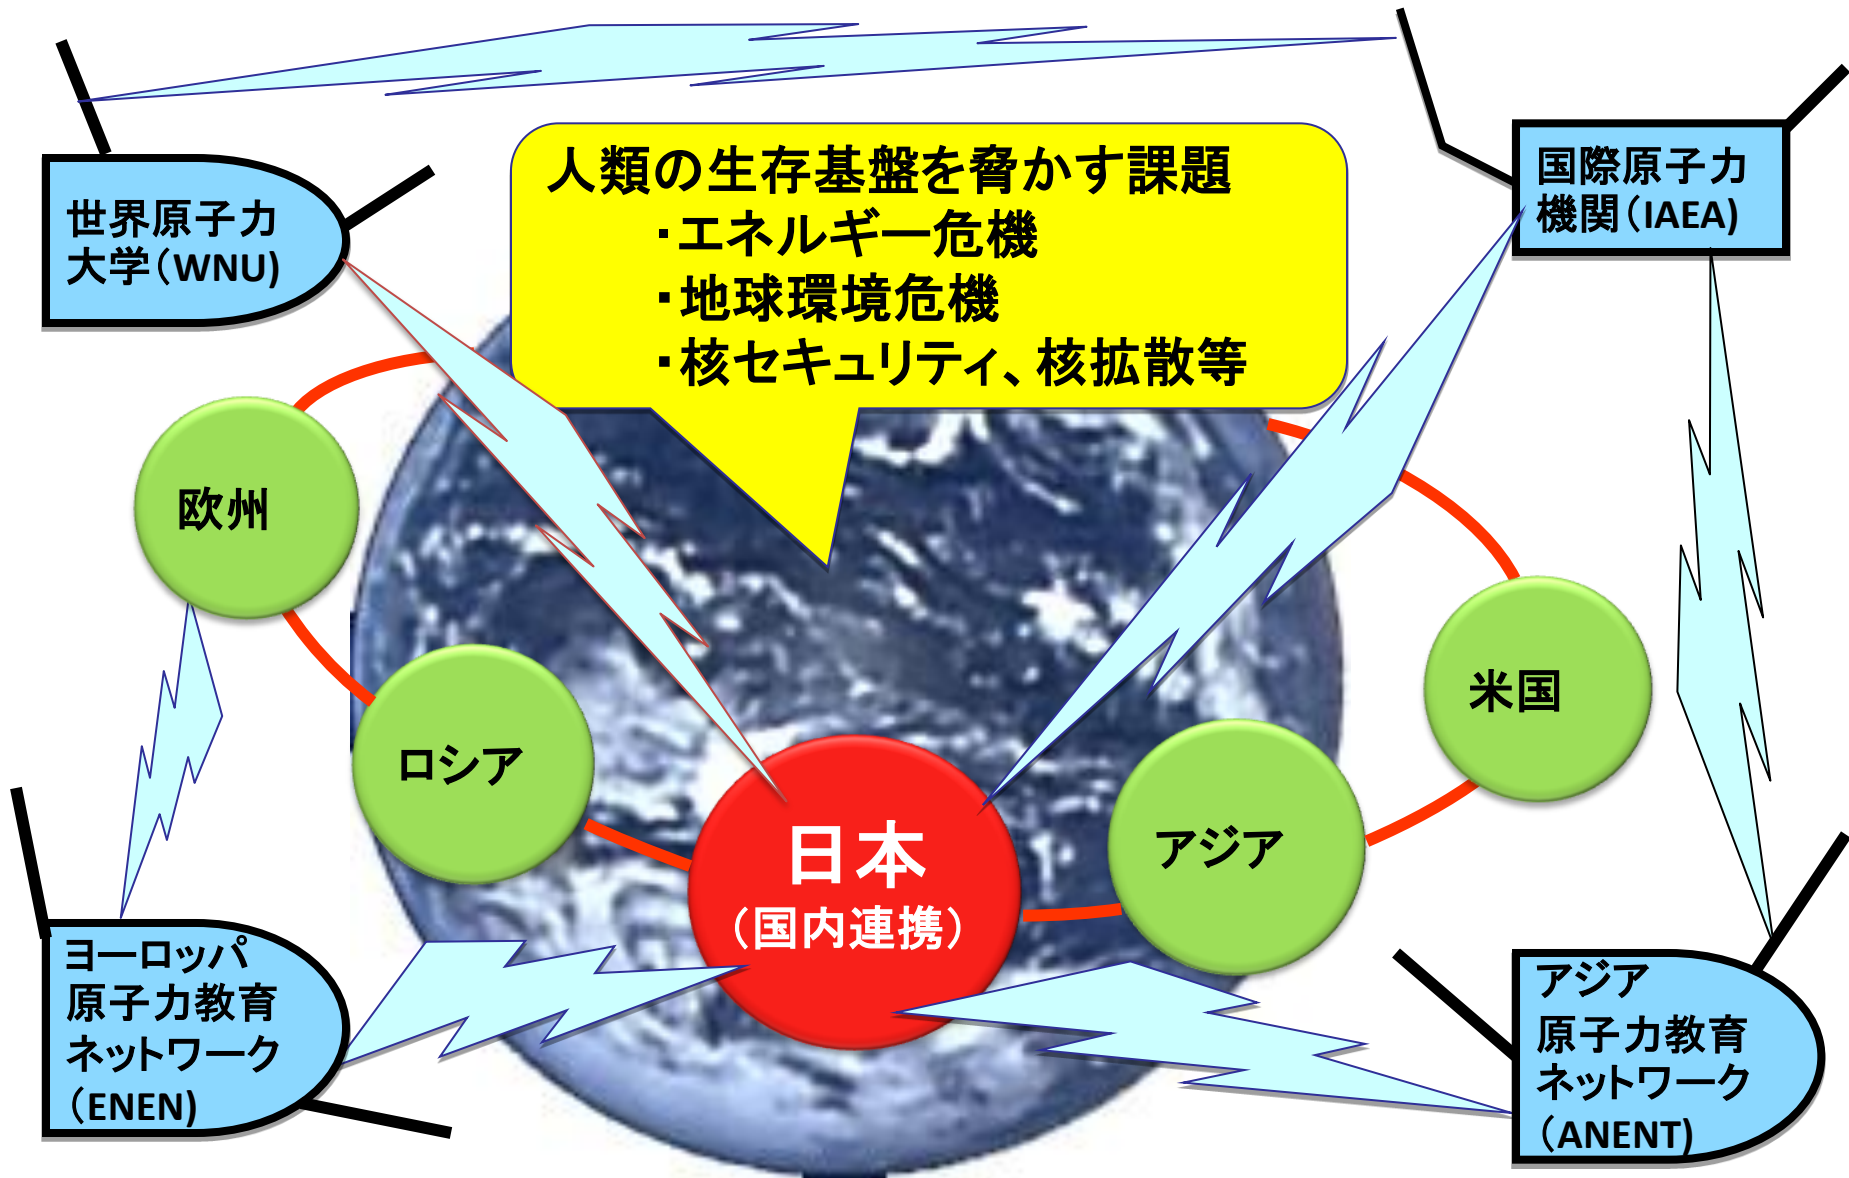 人類の生存基盤を脅かす課題
・エネルギー危機
・地球環境危機
・核セキュリティ、核拡散等
世界原子力
大学(WNU)
国際原子力
機関(IAEA)
欧州
ロシア
日本
(国内連携)
アジア
米国
ヨーロッパ
原子力教育
ネットワーク
(ENEN)
アジア
原子力教育
ネットワーク
(ANENT)